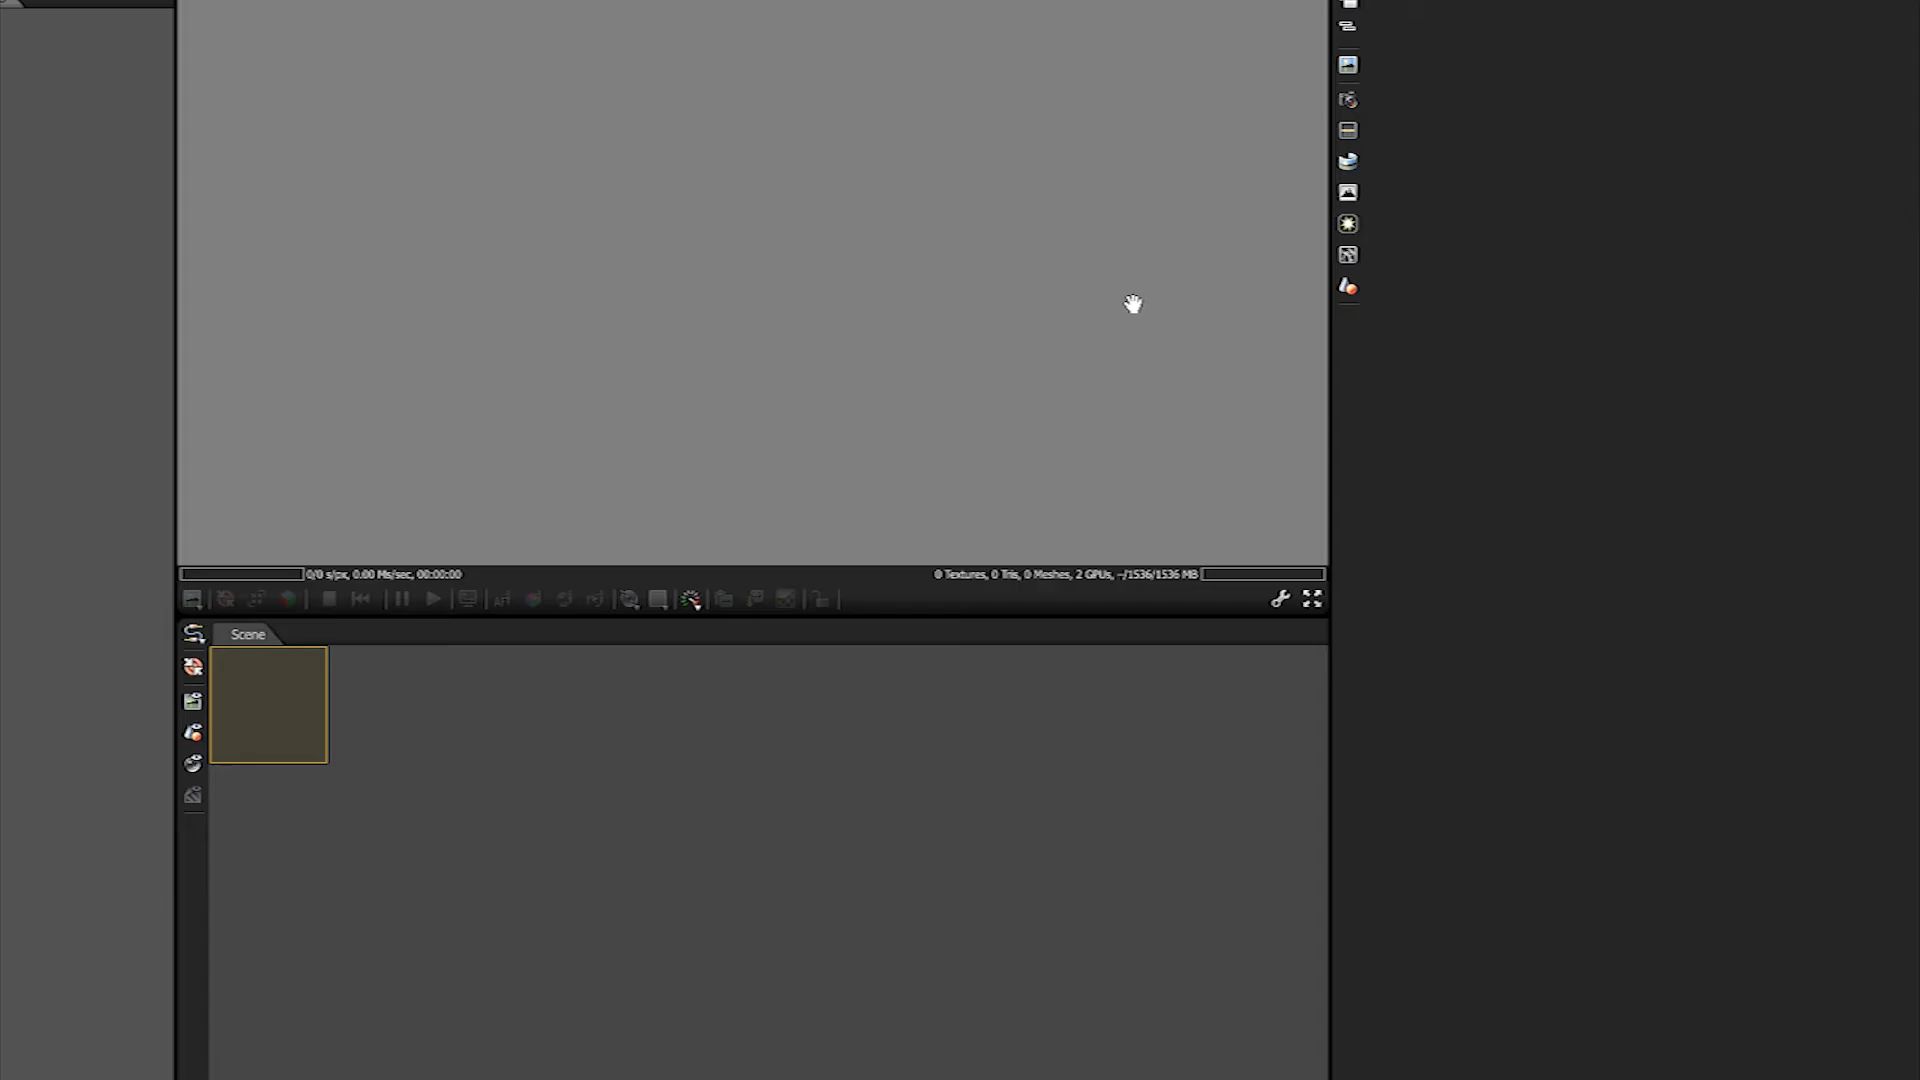 0/0 s/px, 0.00 Ms/sec, 00:00:00
0 Textures, 0 Tris, 0 Meshes, 2 GPUs, --/1536/1536 MB
Scene